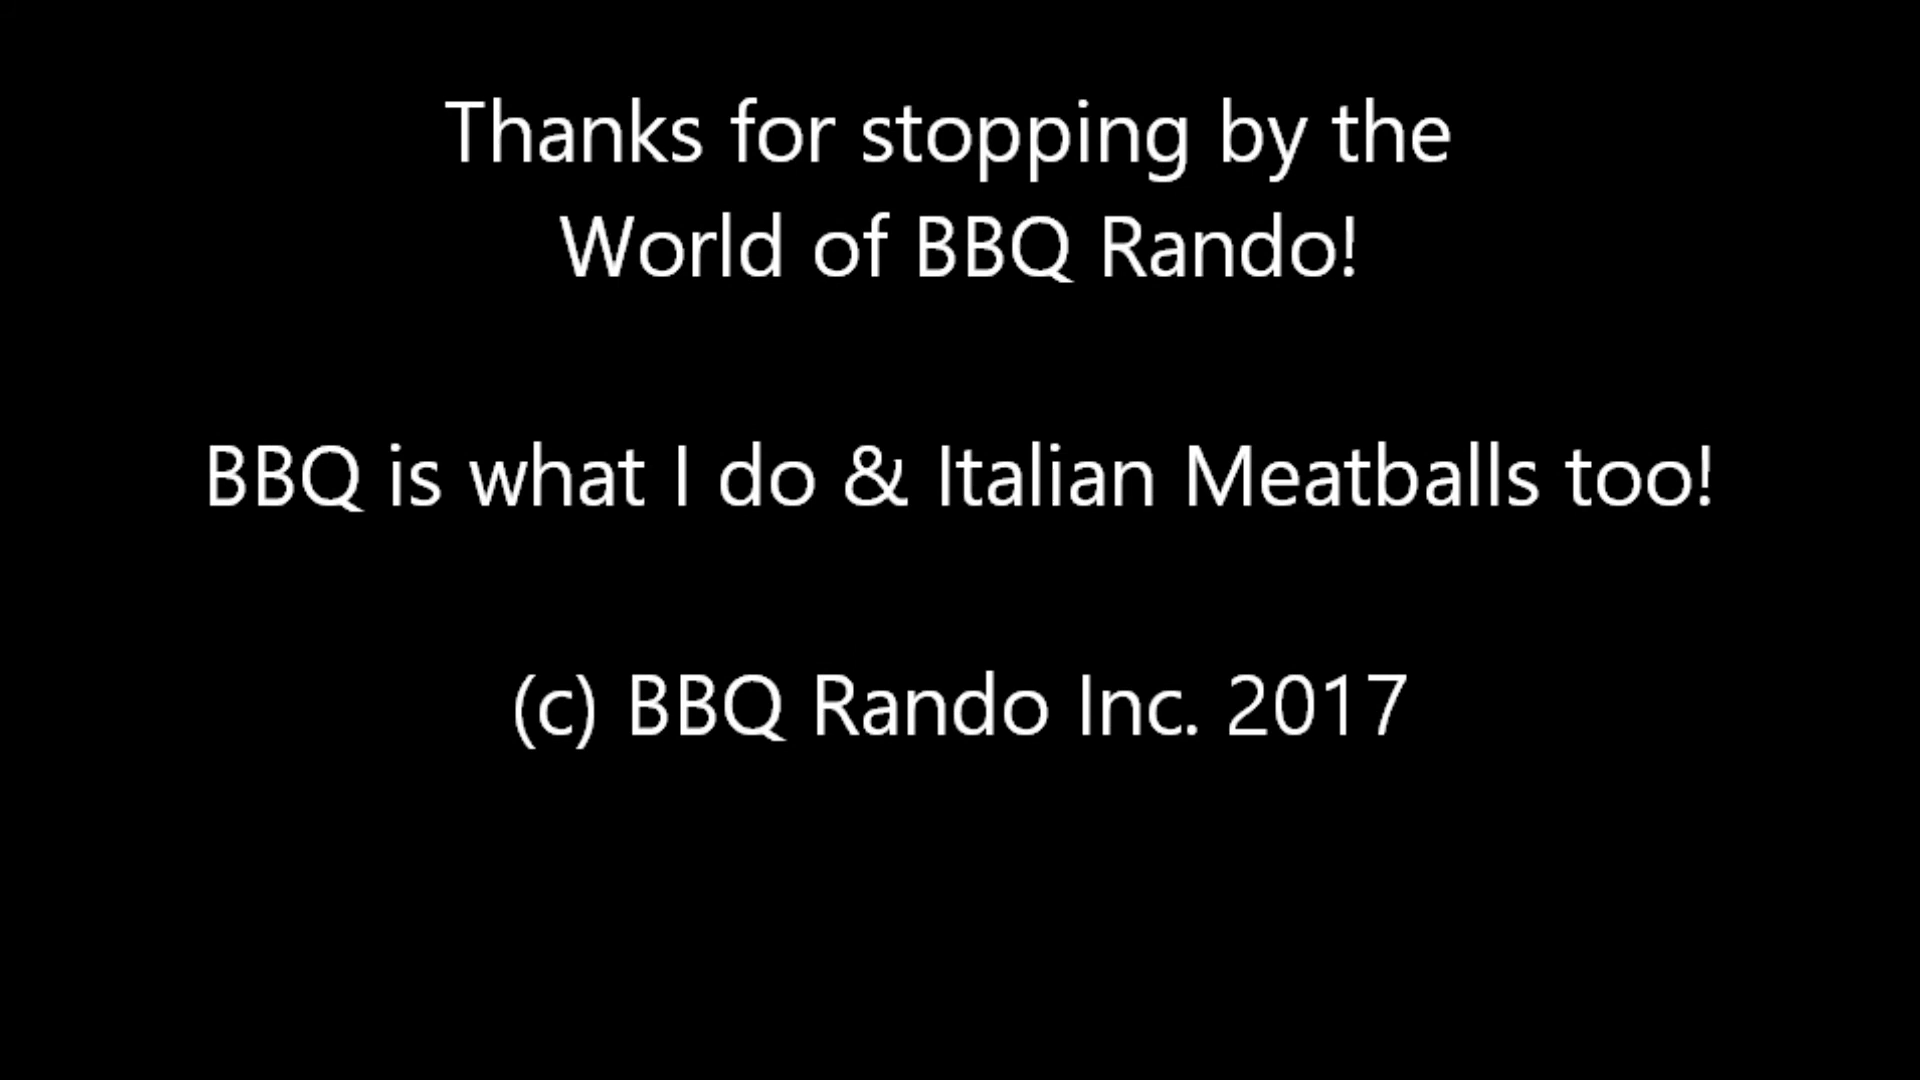 Thanks for stopping by the
World of BBQ Rando!
BBQ is what I do & Italian Meatballs too!
(c) BBQ Rando Inc. 2017